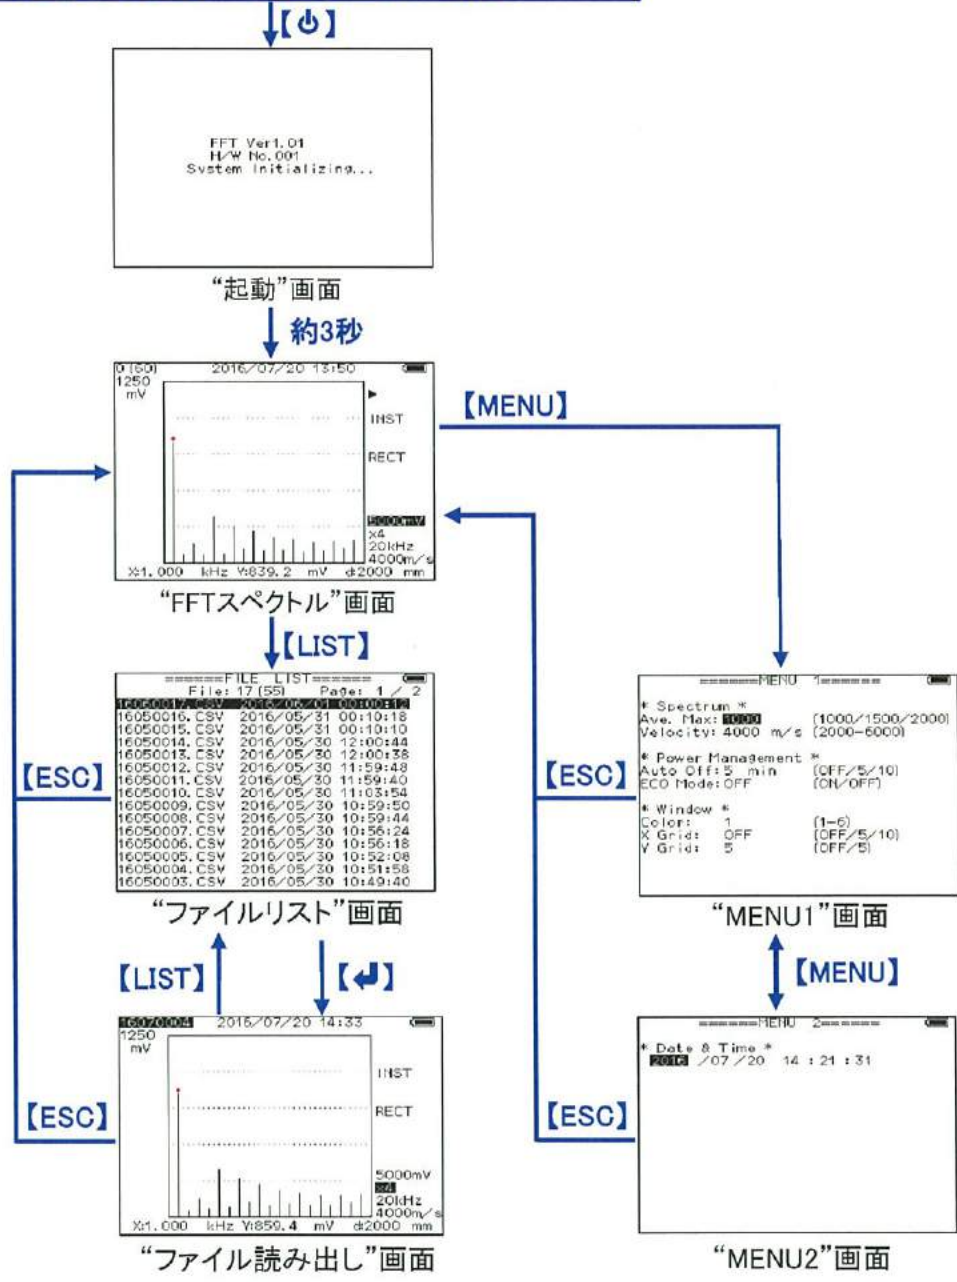 【⏻】
FFT Ver1.01
H/W No.001
System Initializing...
“起動”画面
約3秒
0(60) 2016/07/20 13:50
1250
mV
INST
RECT
5000mV
x4
20kHz
4000m/s
X:1.000 kHz Y:839.2 mV d:2000 mm
“FFTスペクトル”画面
【MENU】
【LIST】
======FILE LIST======
File: 17(55) Page: 1 / 2
16060017.CSV 2016/06/01 00:00:12
16050016.CSV 2016/05/31 00:10:18
16050015.CSV 2016/05/31 00:10:10
16050014.CSV 2016/05/30 12:00:44
16050013.CSV 2016/05/30 12:00:38
16050012.CSV 2016/05/30 11:59:48
16050011.CSV 2016/05/30 11:59:40
16050010.CSV 2016/05/30 11:03:54
16050009.CSV 2016/05/30 10:59:50
16050008.CSV 2016/05/30 10:59:44
16050007.CSV 2016/05/30 10:56:24
16050006.CSV 2016/05/30 10:56:18
16050005.CSV 2016/05/30 10:52:08
16050004.CSV 2016/05/30 10:51:58
16050003.CSV 2016/05/30 10:49:40
【ESC】
“ファイルリスト”画面
【LIST】
【↵】
16070004 2016/07/20 14:33
1250
mV
INST
RECT
5000mV
x4
20kHz
4000m/s
X:1.000 kHz Y:859.4 mV d:2000 mm
【ESC】
“ファイル読み出し”画面
======MENU 1======
* Spectrum *
Ave. Max: 1000 (1000/1500/2000)
Velocity: 4000 m/s (2000-6000)
* Power Management *
Auto Off: 5 min (OFF/5/10)
ECO Mode: OFF (ON/OFF)
* Window *
Color: 1 (1-6)
X Grid: OFF (OFF/5/10)
Y Grid: 5 (OFF/5)
【ESC】
“MENU1”画面
【MENU】
======MENU 2======
* Date & Time *
2016 /07 /20 14 : 21 : 31
【ESC】
“MENU2”画面